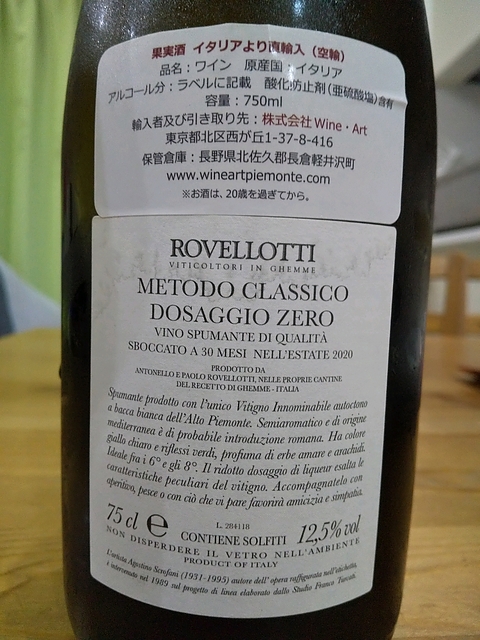 果実酒 イタリアより直輸入（空輸）
品名：ワイン 原産国：イタリア
アルコール分：ラベルに記載 酸化防止剤（亜硫酸塩）含有
容量：750ml
輸入者及び引き取り先：株式会社 Wine・Art
東京都北区西が丘1-37-8-416
保管倉庫：長野県北佐久郡長倉軽井沢町
www.wineartpiemonte.com
※お酒は、20歳を過ぎてから。
ROVELLOTTI
VITICOLTORI IN GHEMME
METODO CLASSICO
DOSAGGIO ZERO
VINO SPUMANTE DI QUALITÀ
SBOCCATO A 30 MESI NELL'ESTATE 2020
PRODOTTO DA
ANTONELLO E PAOLO ROVELLOTTI, NELLE PROPRIE CANTINE
DEL RECETTO DI GHEMME - ITALIA
Spumante prodotto con l'unico Vitigno Innominabile autoctono
a bacca bianca dell'Alto Piemonte. Semiaromatico e di origine
mediterranea è di probabile introduzione romana. Ha colore
giallo chiaro e riflessi verdi, profuma di erbe amare e arachidi.
Ideale fra i 6° e gli 8°. Il ridotto dosaggio di liqueur esalta le
caratteristiche peculiari del vitigno. Accompagnatelo con
aperitivo, pesce o con ciò che vi pare favorirà amicizia e simpatia.
75 cl e CONTIENE SOLFITI 12,5% vol
L. 284118
NON DISPERDERE IL VETRO NELL'AMBIENTE
PRODUCT OF ITALY
L'artista Agostino Scrofani (1931-1995) autore dell'opera raffigurata nell'etichetta,
è intervenuto nel 1989 sul progetto di linea elaborato dallo Studio Franco Turcati.